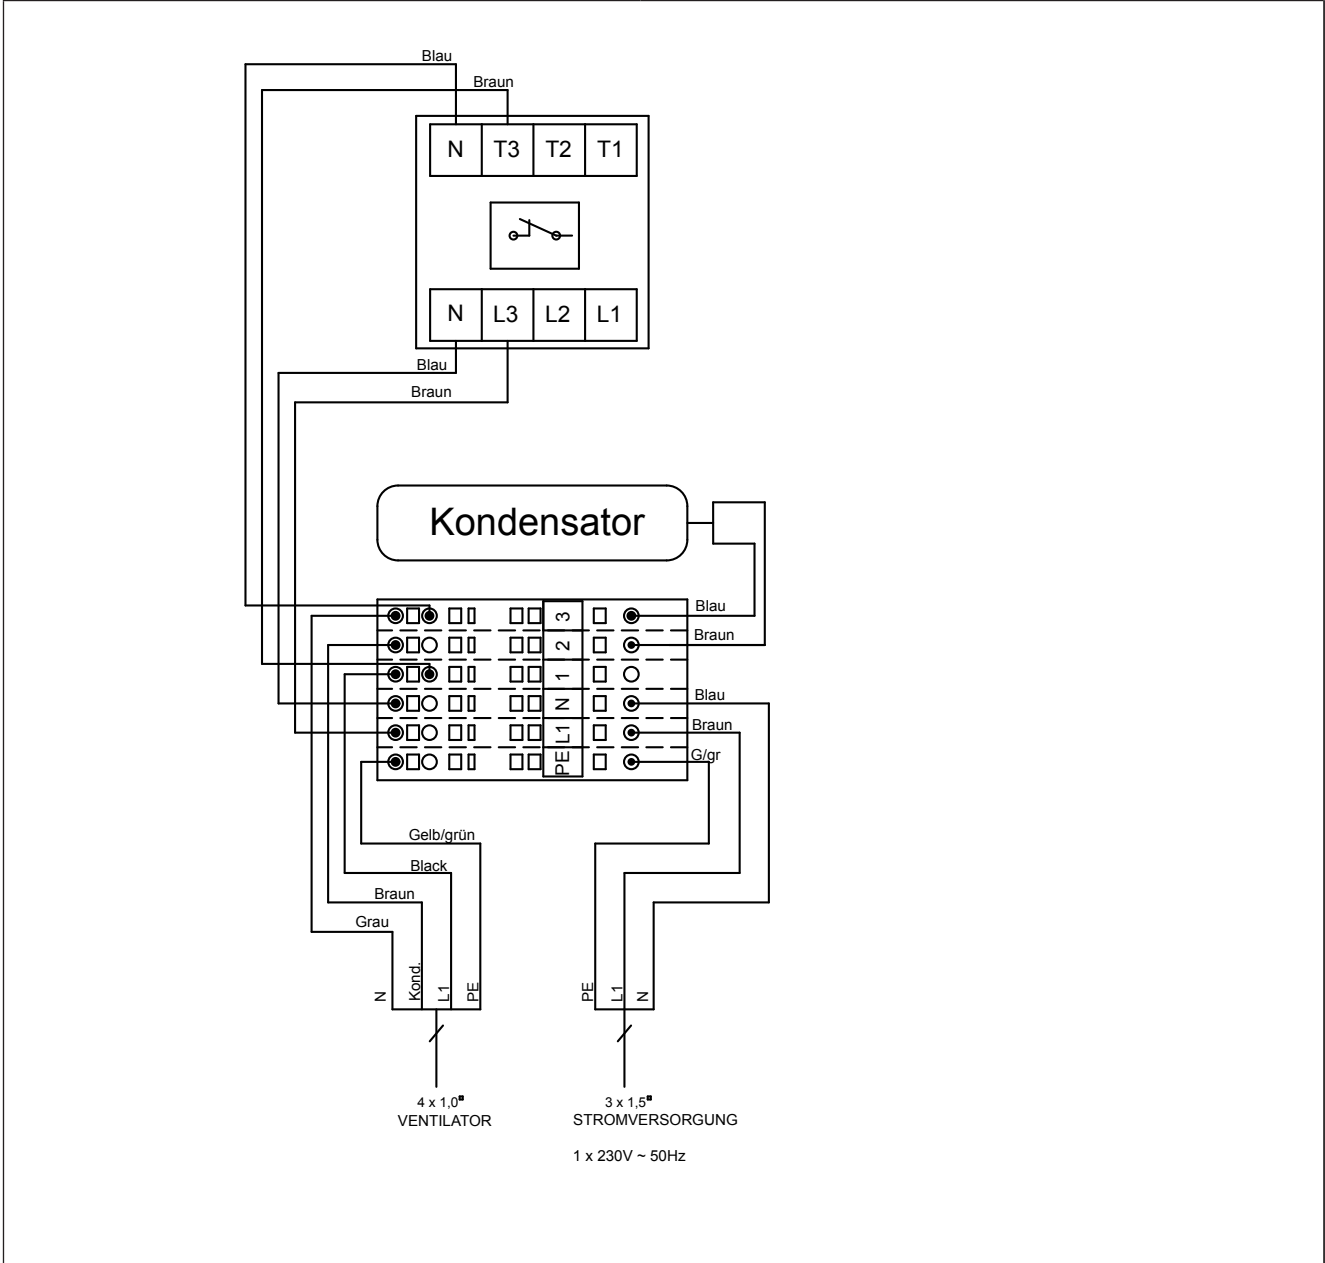 Blau
Braun
N T3 T2 T1
N L3 L2 L1
Blau
Braun
Kondensator
3
Blau
2
Braun
1
N
Blau
L1
Braun
PE
G/gr
Gelb/grün
Black
Braun
Grau
N Kond. L1 PE
PE L1 N
4 x 1,0
VENTILATOR
3 x 1,5
STROMVERSORGUNG
1 x 230V ~ 50Hz